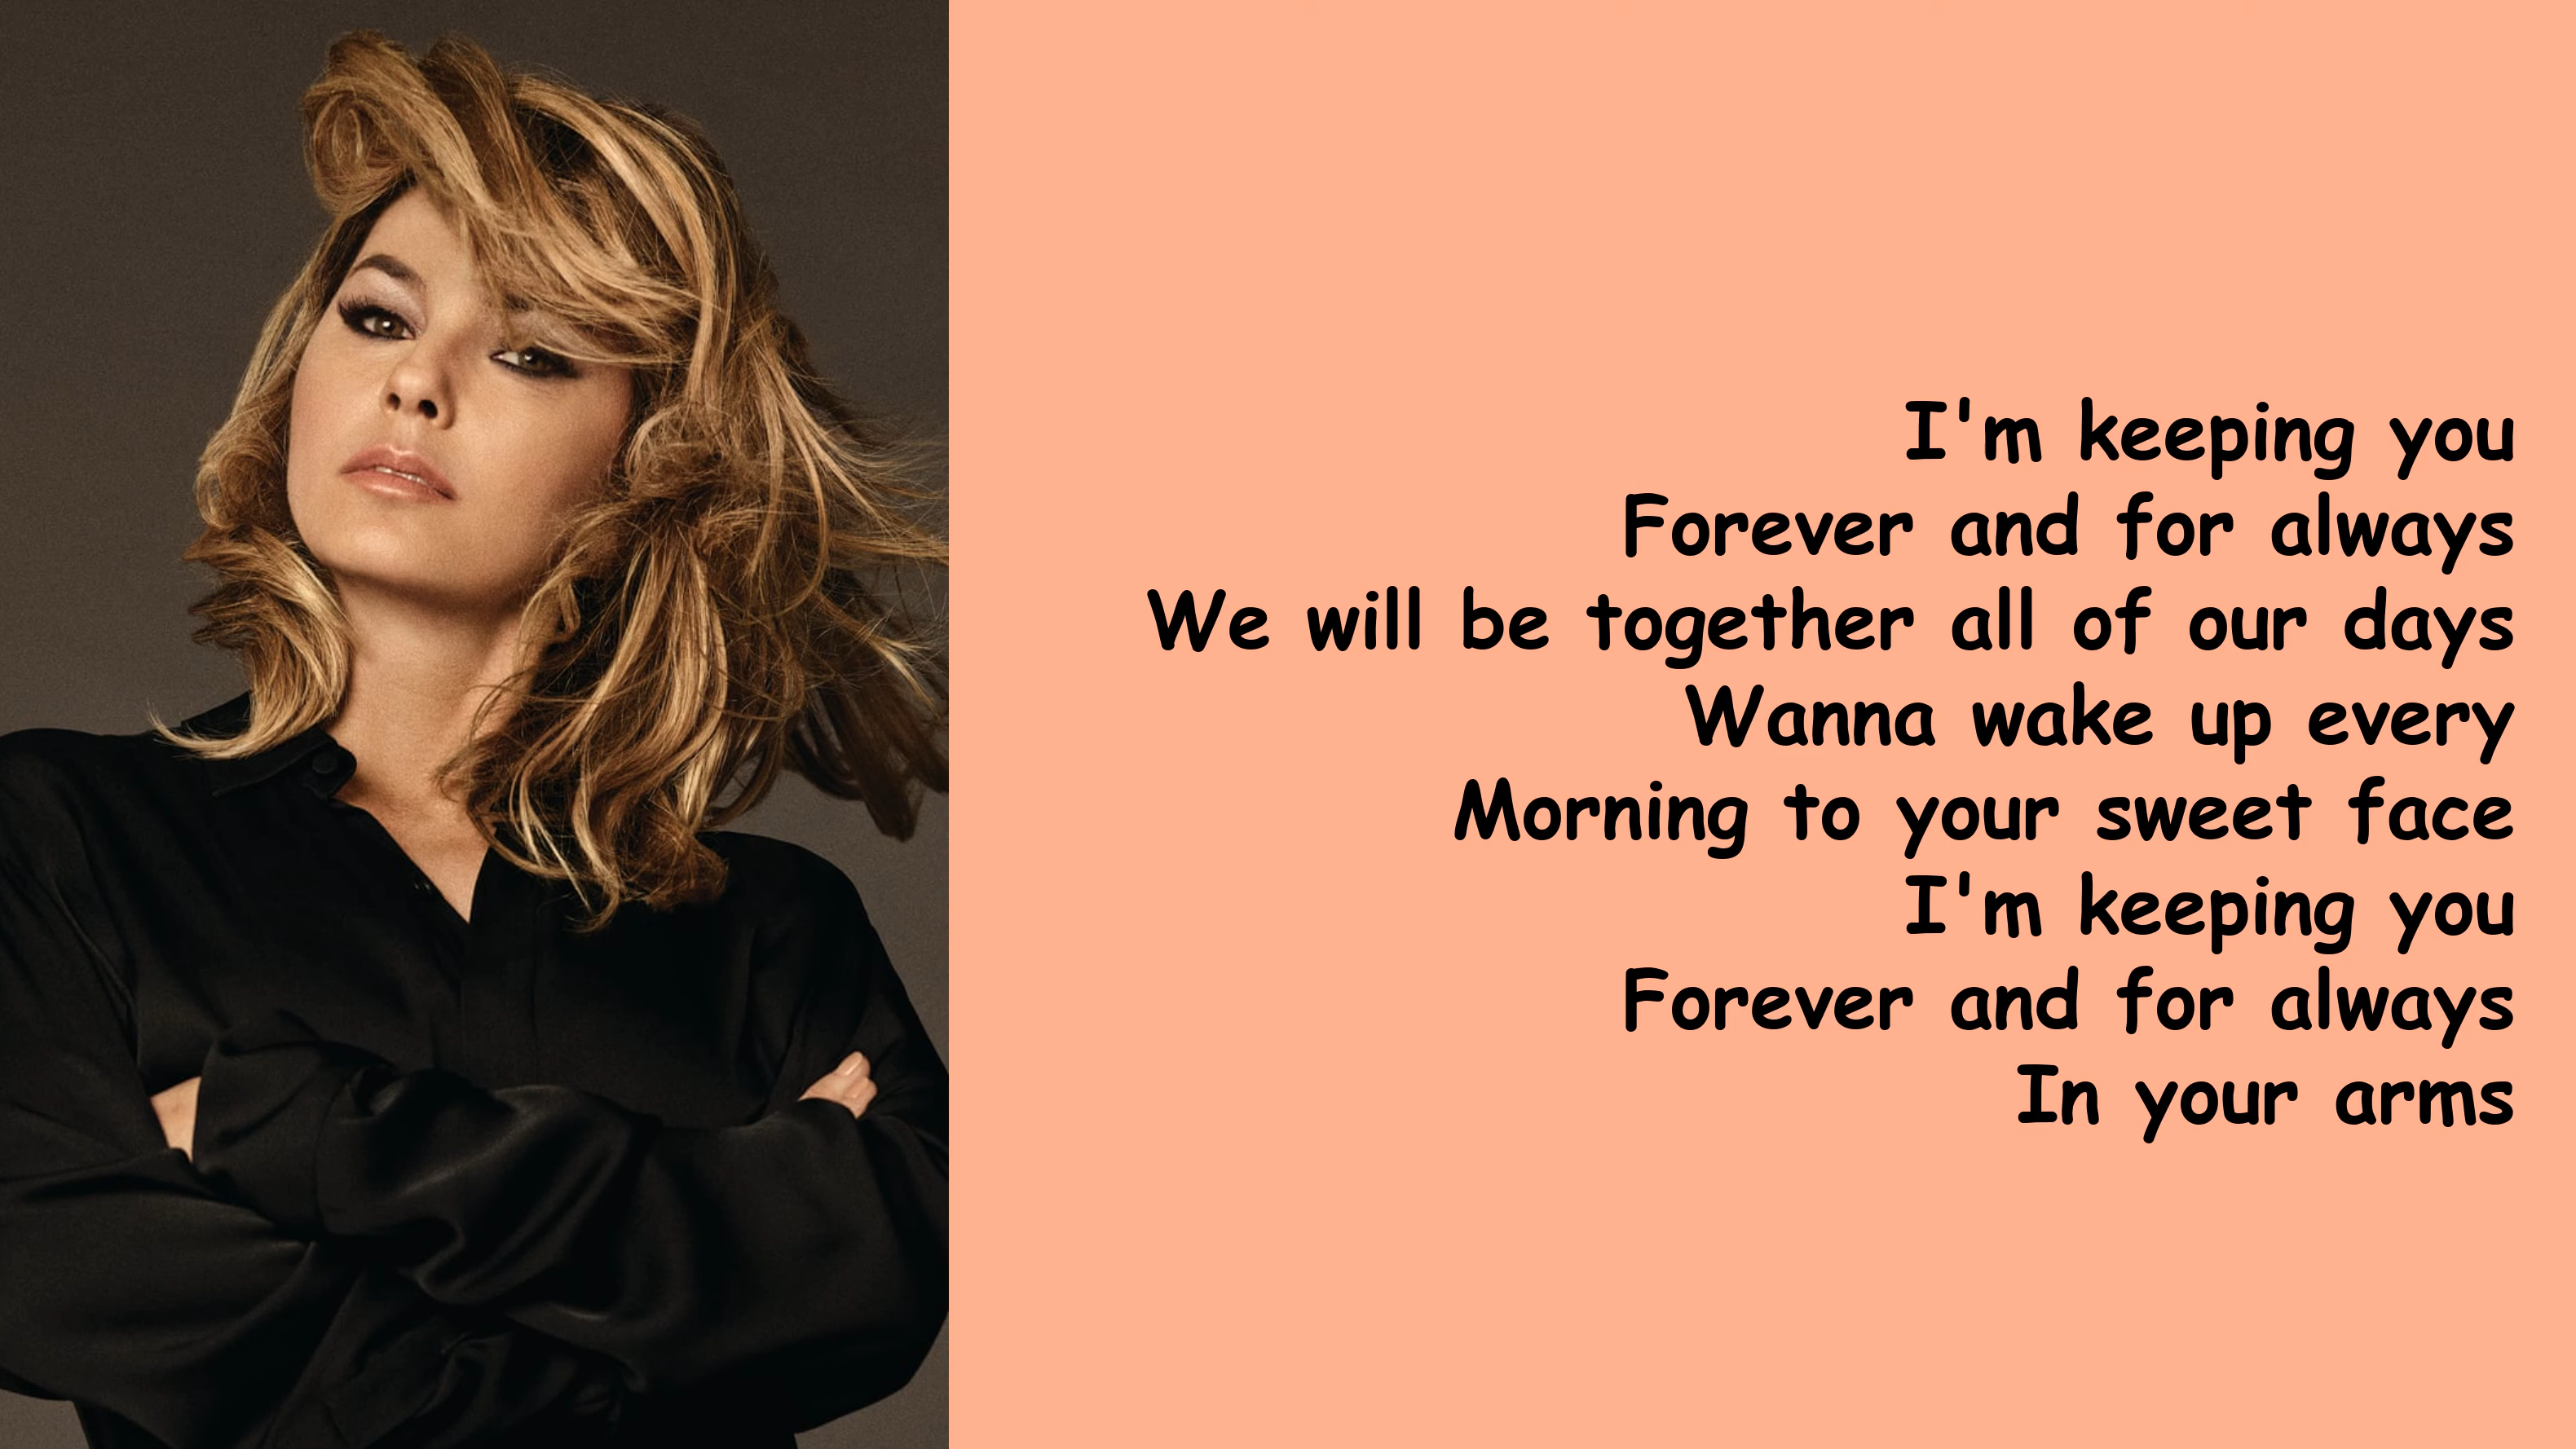 I'm keeping you
Forever and for always
We will be together all of our days
Wanna wake up every
Morning to your sweet face
I'm keeping you
Forever and for always
In your arms